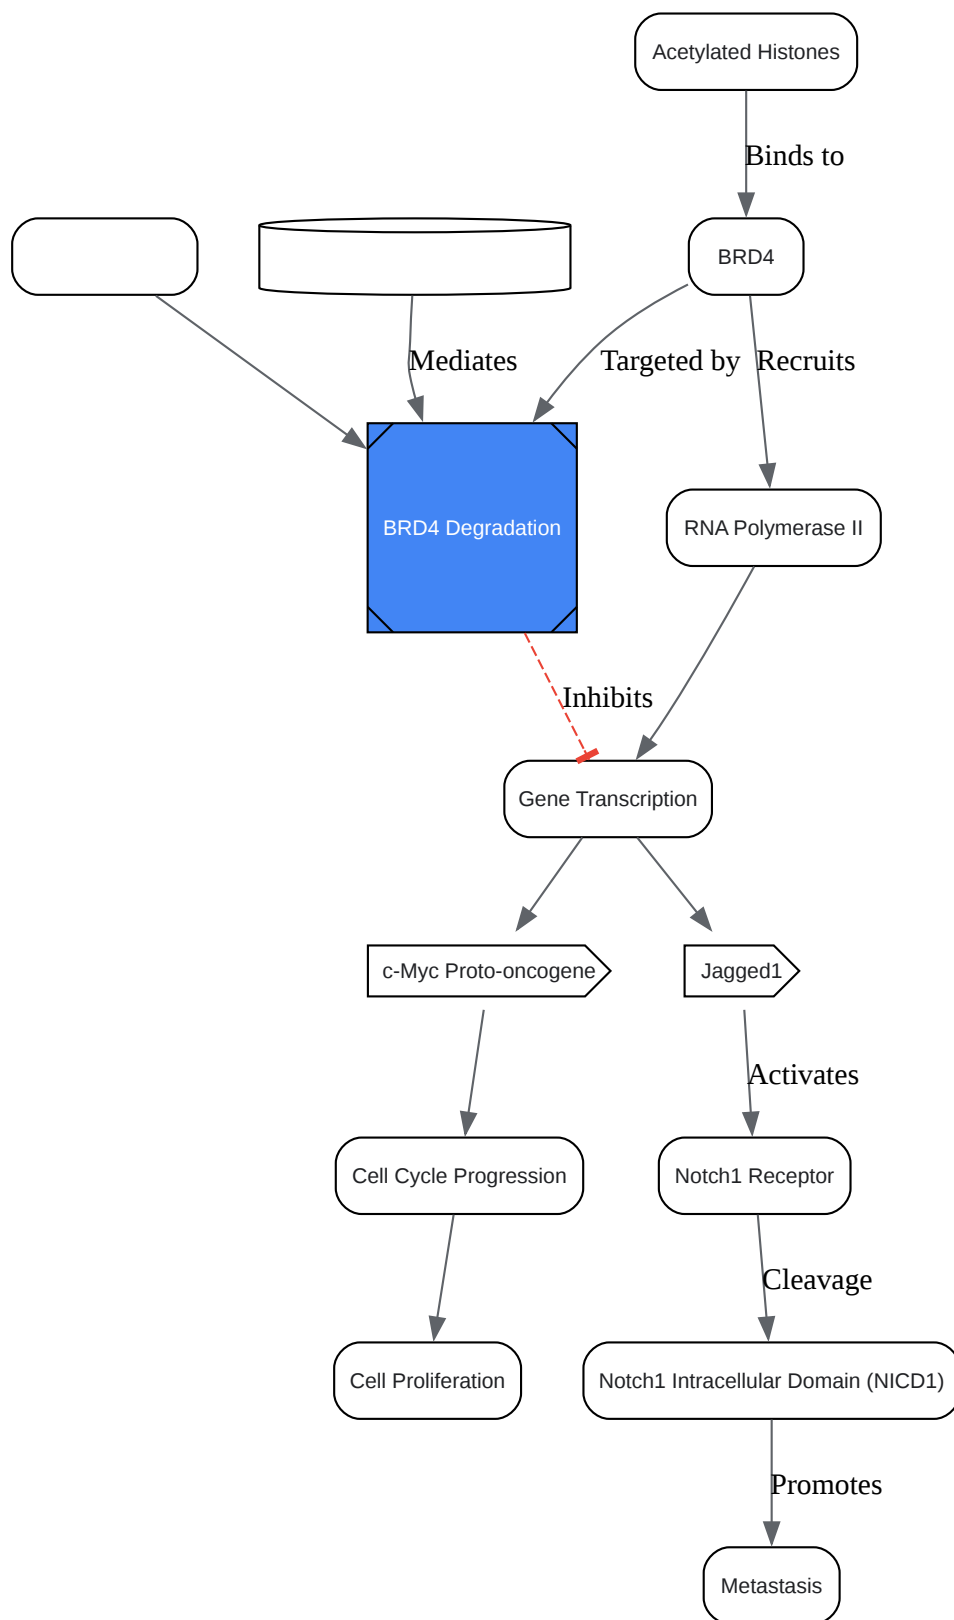 Acetylated Histones
Binds to
BRD4
Mediates
Targeted by
Recruits
BRD4 Degradation
RNA Polymerase II
Inhibits
Gene Transcription
c-Myc Proto-oncogene
Jagged1
Activates
Cell Cycle Progression
Notch1 Receptor
Cleavage
Cell Proliferation
Notch1 Intracellular Domain (NICD1)
Promotes
Metastasis